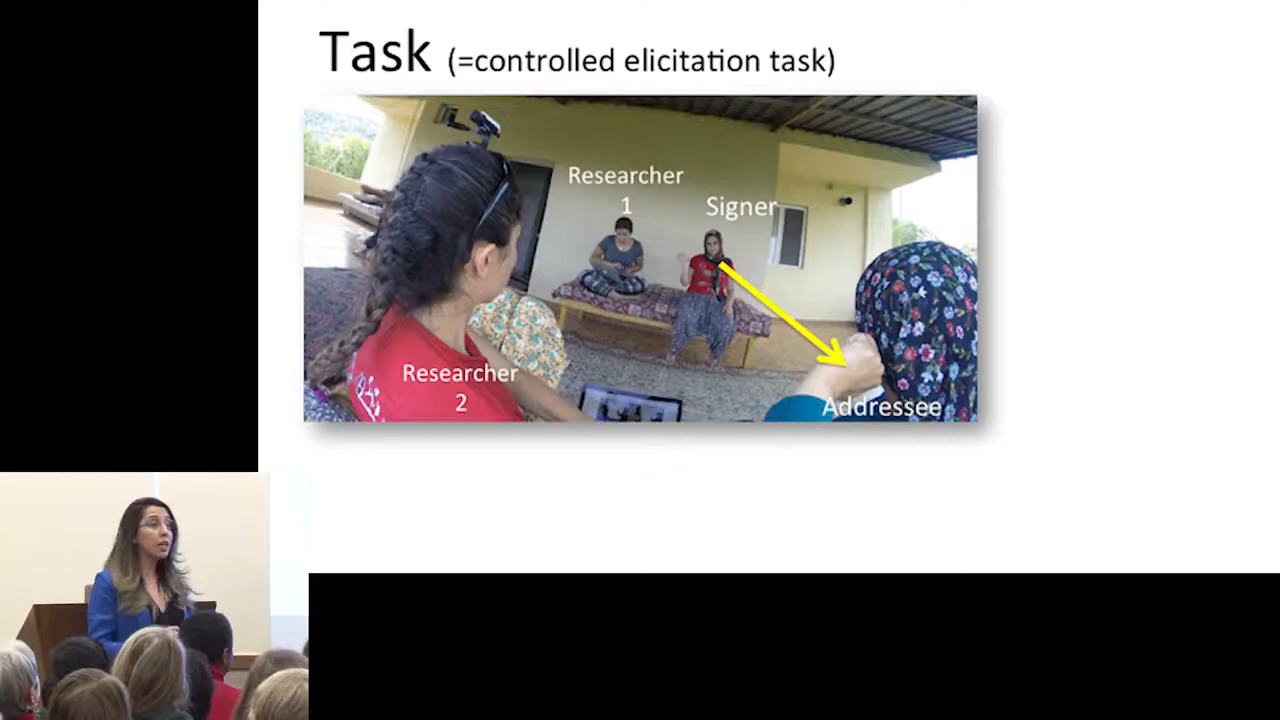 Task (=controlled elicitation task)
Researcher
1
Signer
Researcher
2
Addressee